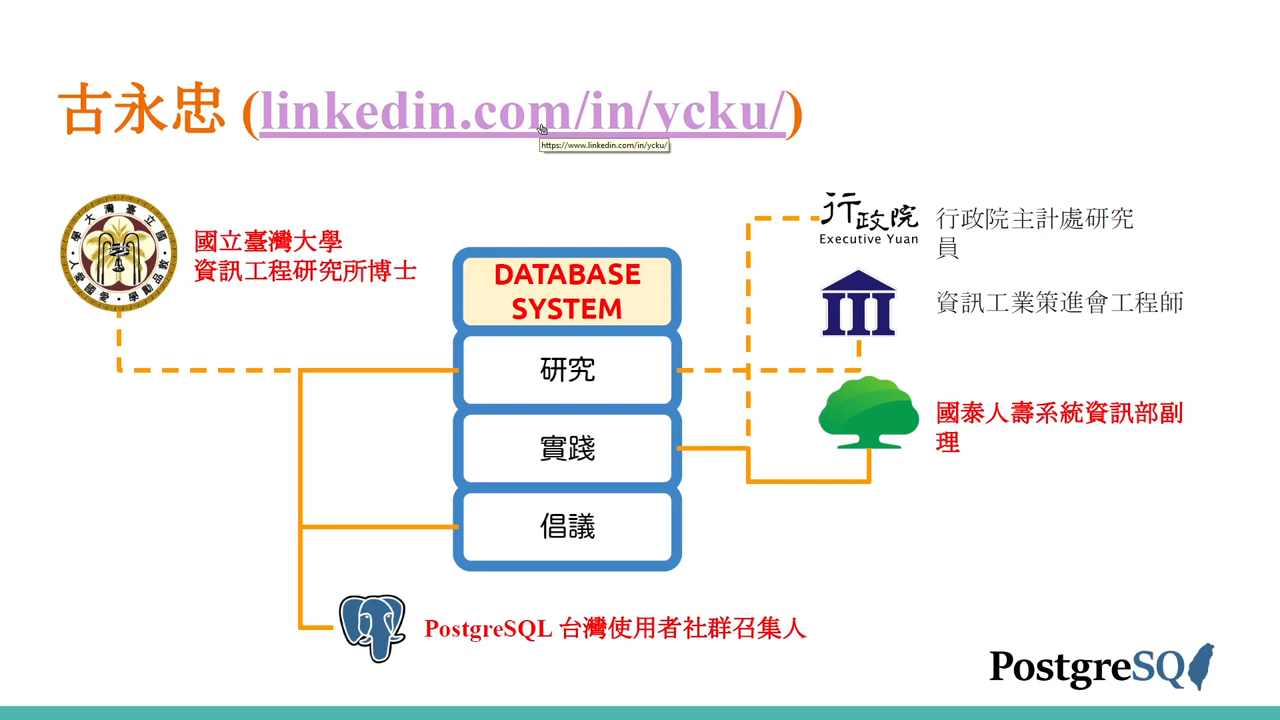 古永忠 (linkedin.com/in/ycku/)
https://www.linkedin.com/in/ycku/
國立臺灣大學
資訊工程研究所博士
DATABASE
SYSTEM
研究
實踐
倡議
行政院
Executive Yuan
行政院主計處研究
員
資訊工業策進會工程師
國泰人壽系統資訊部副
理
PostgreSQL 台灣使用者社群召集人
PostgreSQ